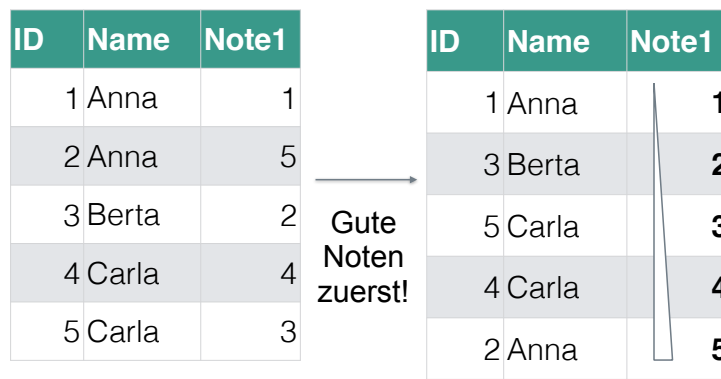 ID Name Note1
1 Anna 1
2 Anna 5
3 Berta 2
4 Carla 4
5 Carla 3
Gute
Noten
zuerst!
ID Name Note1
1 Anna 1
3 Berta 2
5 Carla 3
4 Carla 4
2 Anna 5